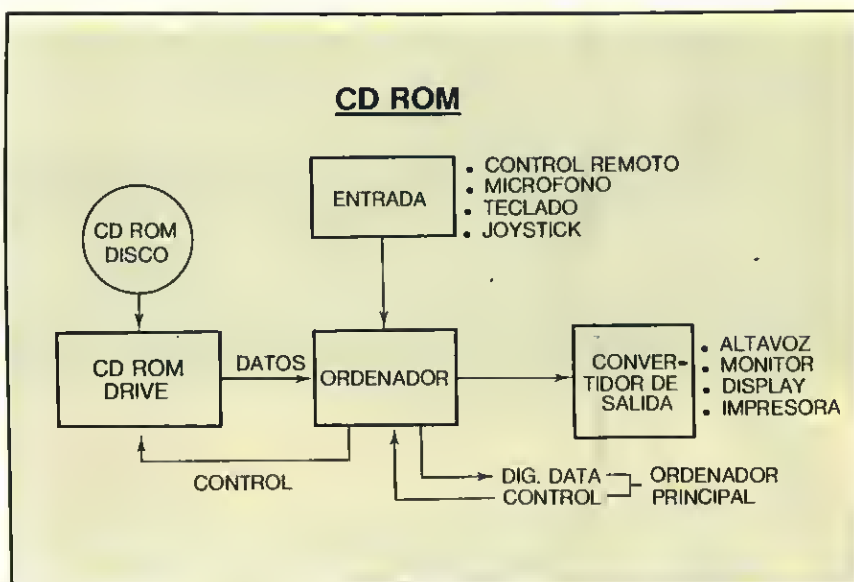 CD ROM
ENTRADA
• CONTROL REMOTO
• MICROFONO
• TECLADO
• JOYSTICK
CD ROM
DISCO
CD ROM
DRIVE
DATOS
ORDENADOR
CONVER-
TIDOR DE
SALIDA
• ALTAVOZ
• MONITOR
• DISPLAY
• IMPRESORA
CONTROL
DIG. DATA
CONTROL
ORDENADOR
PRINCIPAL